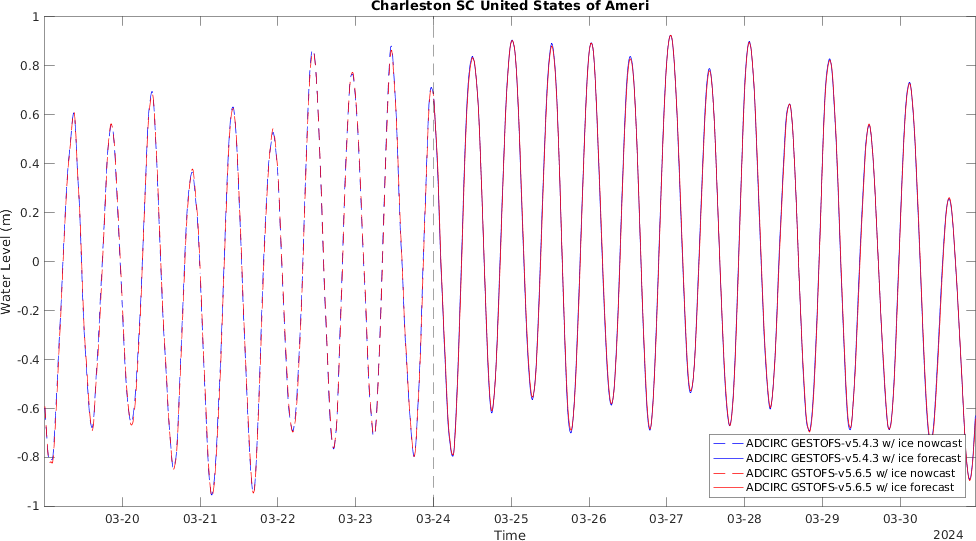 Charleston SC United States of Ameri
Water Level (m)
1
0.8
0.6
0.4
0.2
0
-0.2
-0.4
-0.6
-0.8
-1
ADCIRC GESTOFS-v5.4.3 w/ ice nowcast
ADCIRC GESTOFS-v5.4.3 w/ ice forecast
ADCIRC GSTOFS-v5.6.5 w/ ice nowcast
ADCIRC GSTOFS-v5.6.5 w/ ice forecast
03-20 03-21 03-22 03-23 03-24 03-25 03-26 03-27 03-28 03-29 03-30
Time
2024